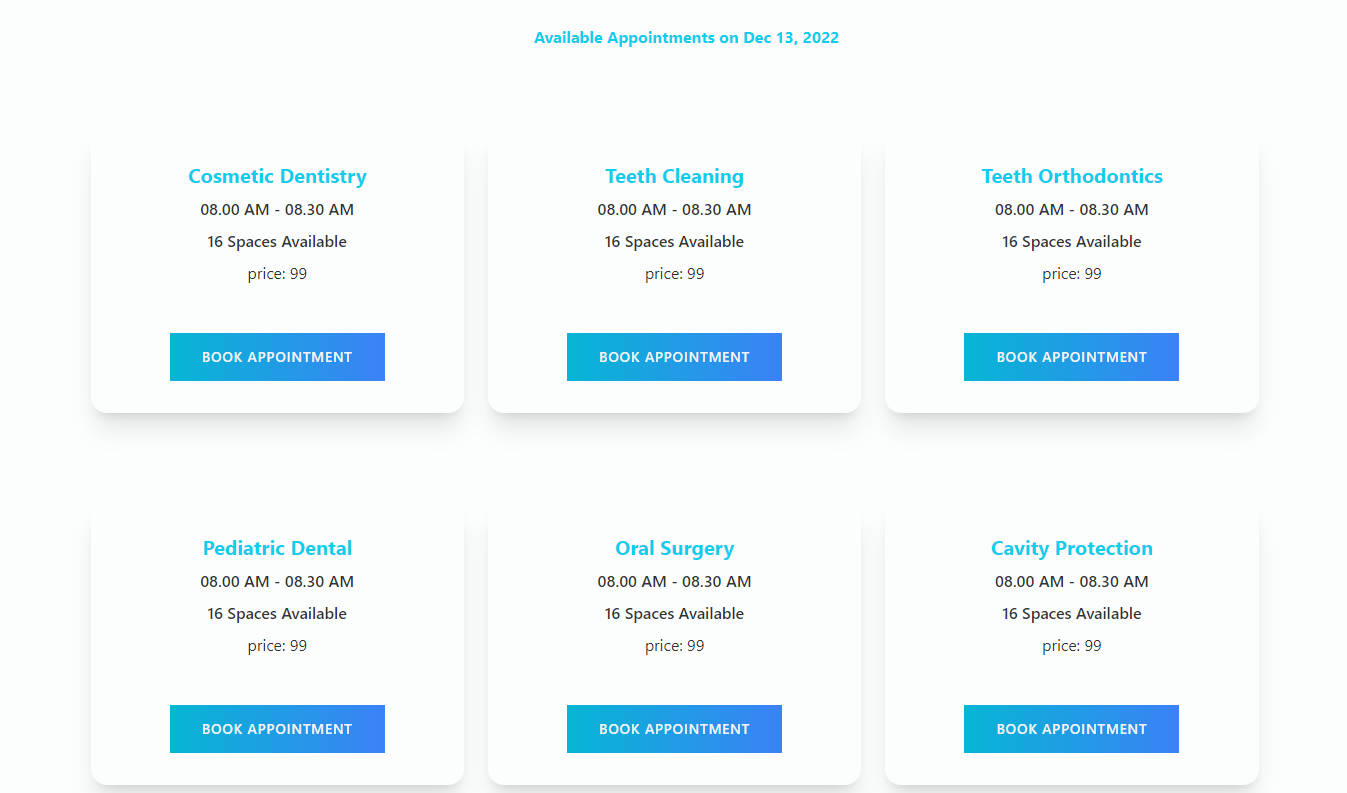 Available Appointments on Dec 13, 2022
Cosmetic Dentistry
08.00 AM - 08.30 AM
16 Spaces Available
price: 99
BOOK APPOINTMENT
Teeth Cleaning
08.00 AM - 08.30 AM
16 Spaces Available
price: 99
BOOK APPOINTMENT
Teeth Orthodontics
08.00 AM - 08.30 AM
16 Spaces Available
price: 99
BOOK APPOINTMENT
Pediatric Dental
08.00 AM - 08.30 AM
16 Spaces Available
price: 99
BOOK APPOINTMENT
Oral Surgery
08.00 AM - 08.30 AM
16 Spaces Available
price: 99
BOOK APPOINTMENT
Cavity Protection
08.00 AM - 08.30 AM
16 Spaces Available
price: 99
BOOK APPOINTMENT